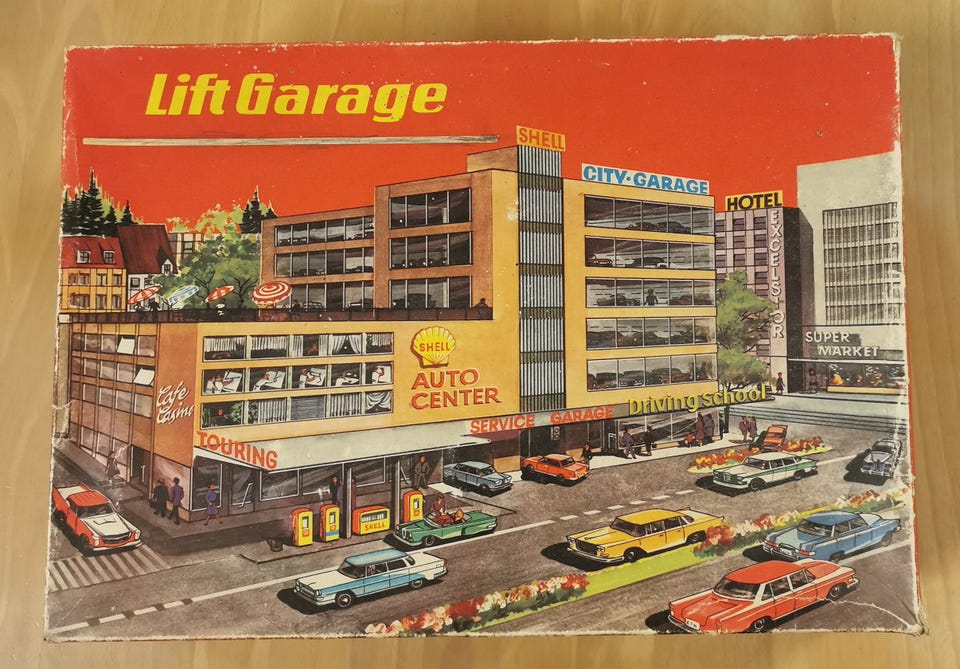 Lift Garage
SHELL
CITY-GARAGE
HOTEL
EXCELSIOR
SUPER
MARKET
SHELL
AUTO
CENTER
Cafe
Casino
Driving School
SERVICE GARAGE
TOURING
SHELL